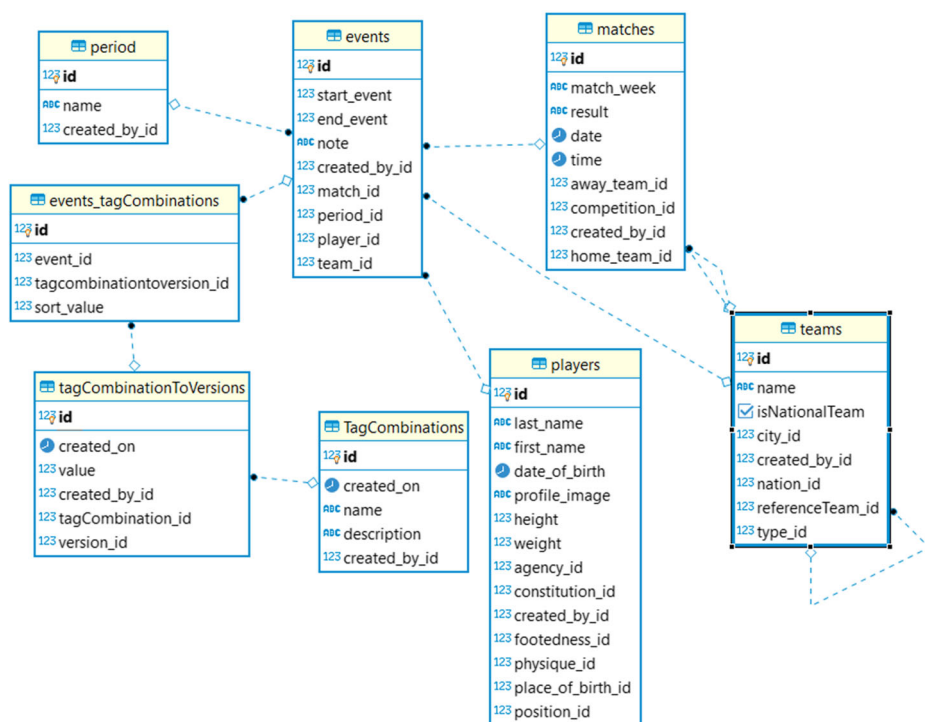 period
id
name
created_by_id
events
id
start_event
end_event
note
created_by_id
match_id
period_id
player_id
team_id
matches
id
match_week
result
date
time
away_team_id
competition_id
created_by_id
home_team_id
events_tagCombinations
id
event_id
tagcombinationtoversion_id
sort_value
teams
id
name
isNationalTeam
city_id
created_by_id
nation_id
referenceTeam_id
type_id
tagCombinationToVersions
id
created_on
value
created_by_id
tagCombination_id
version_id
TagCombinations
id
created_on
name
description
created_by_id
players
id
last_name
first_name
date_of_birth
profile_image
height
weight
agency_id
constitution_id
created_by_id
footedness_id
physique_id
place_of_birth_id
position_id